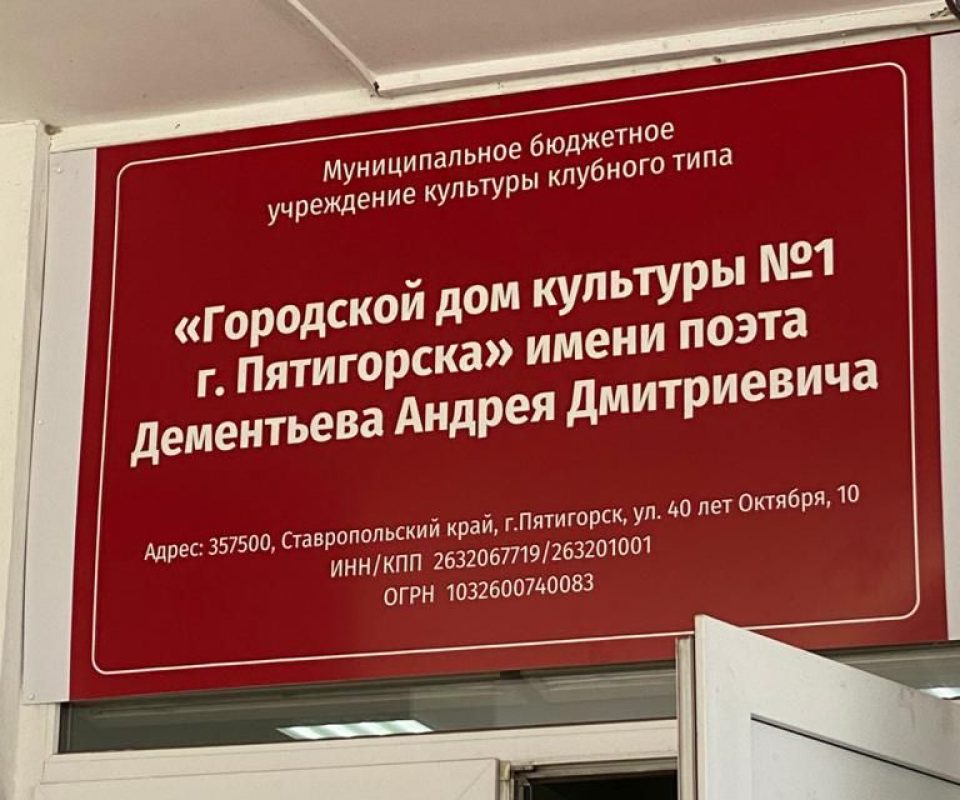 Муниципальное бюджетное
учреждение культуры клубного типа
«Городской дом культуры №1
г. Пятигорска» имени поэта
Дементьева Андрея Дмитриевича
Адрес: 357500, Ставропольский край, г.Пятигорск, ул. 40 лет Октября, 10
ИНН/КПП 2632067719/263201001
ОГРН 1032600740083